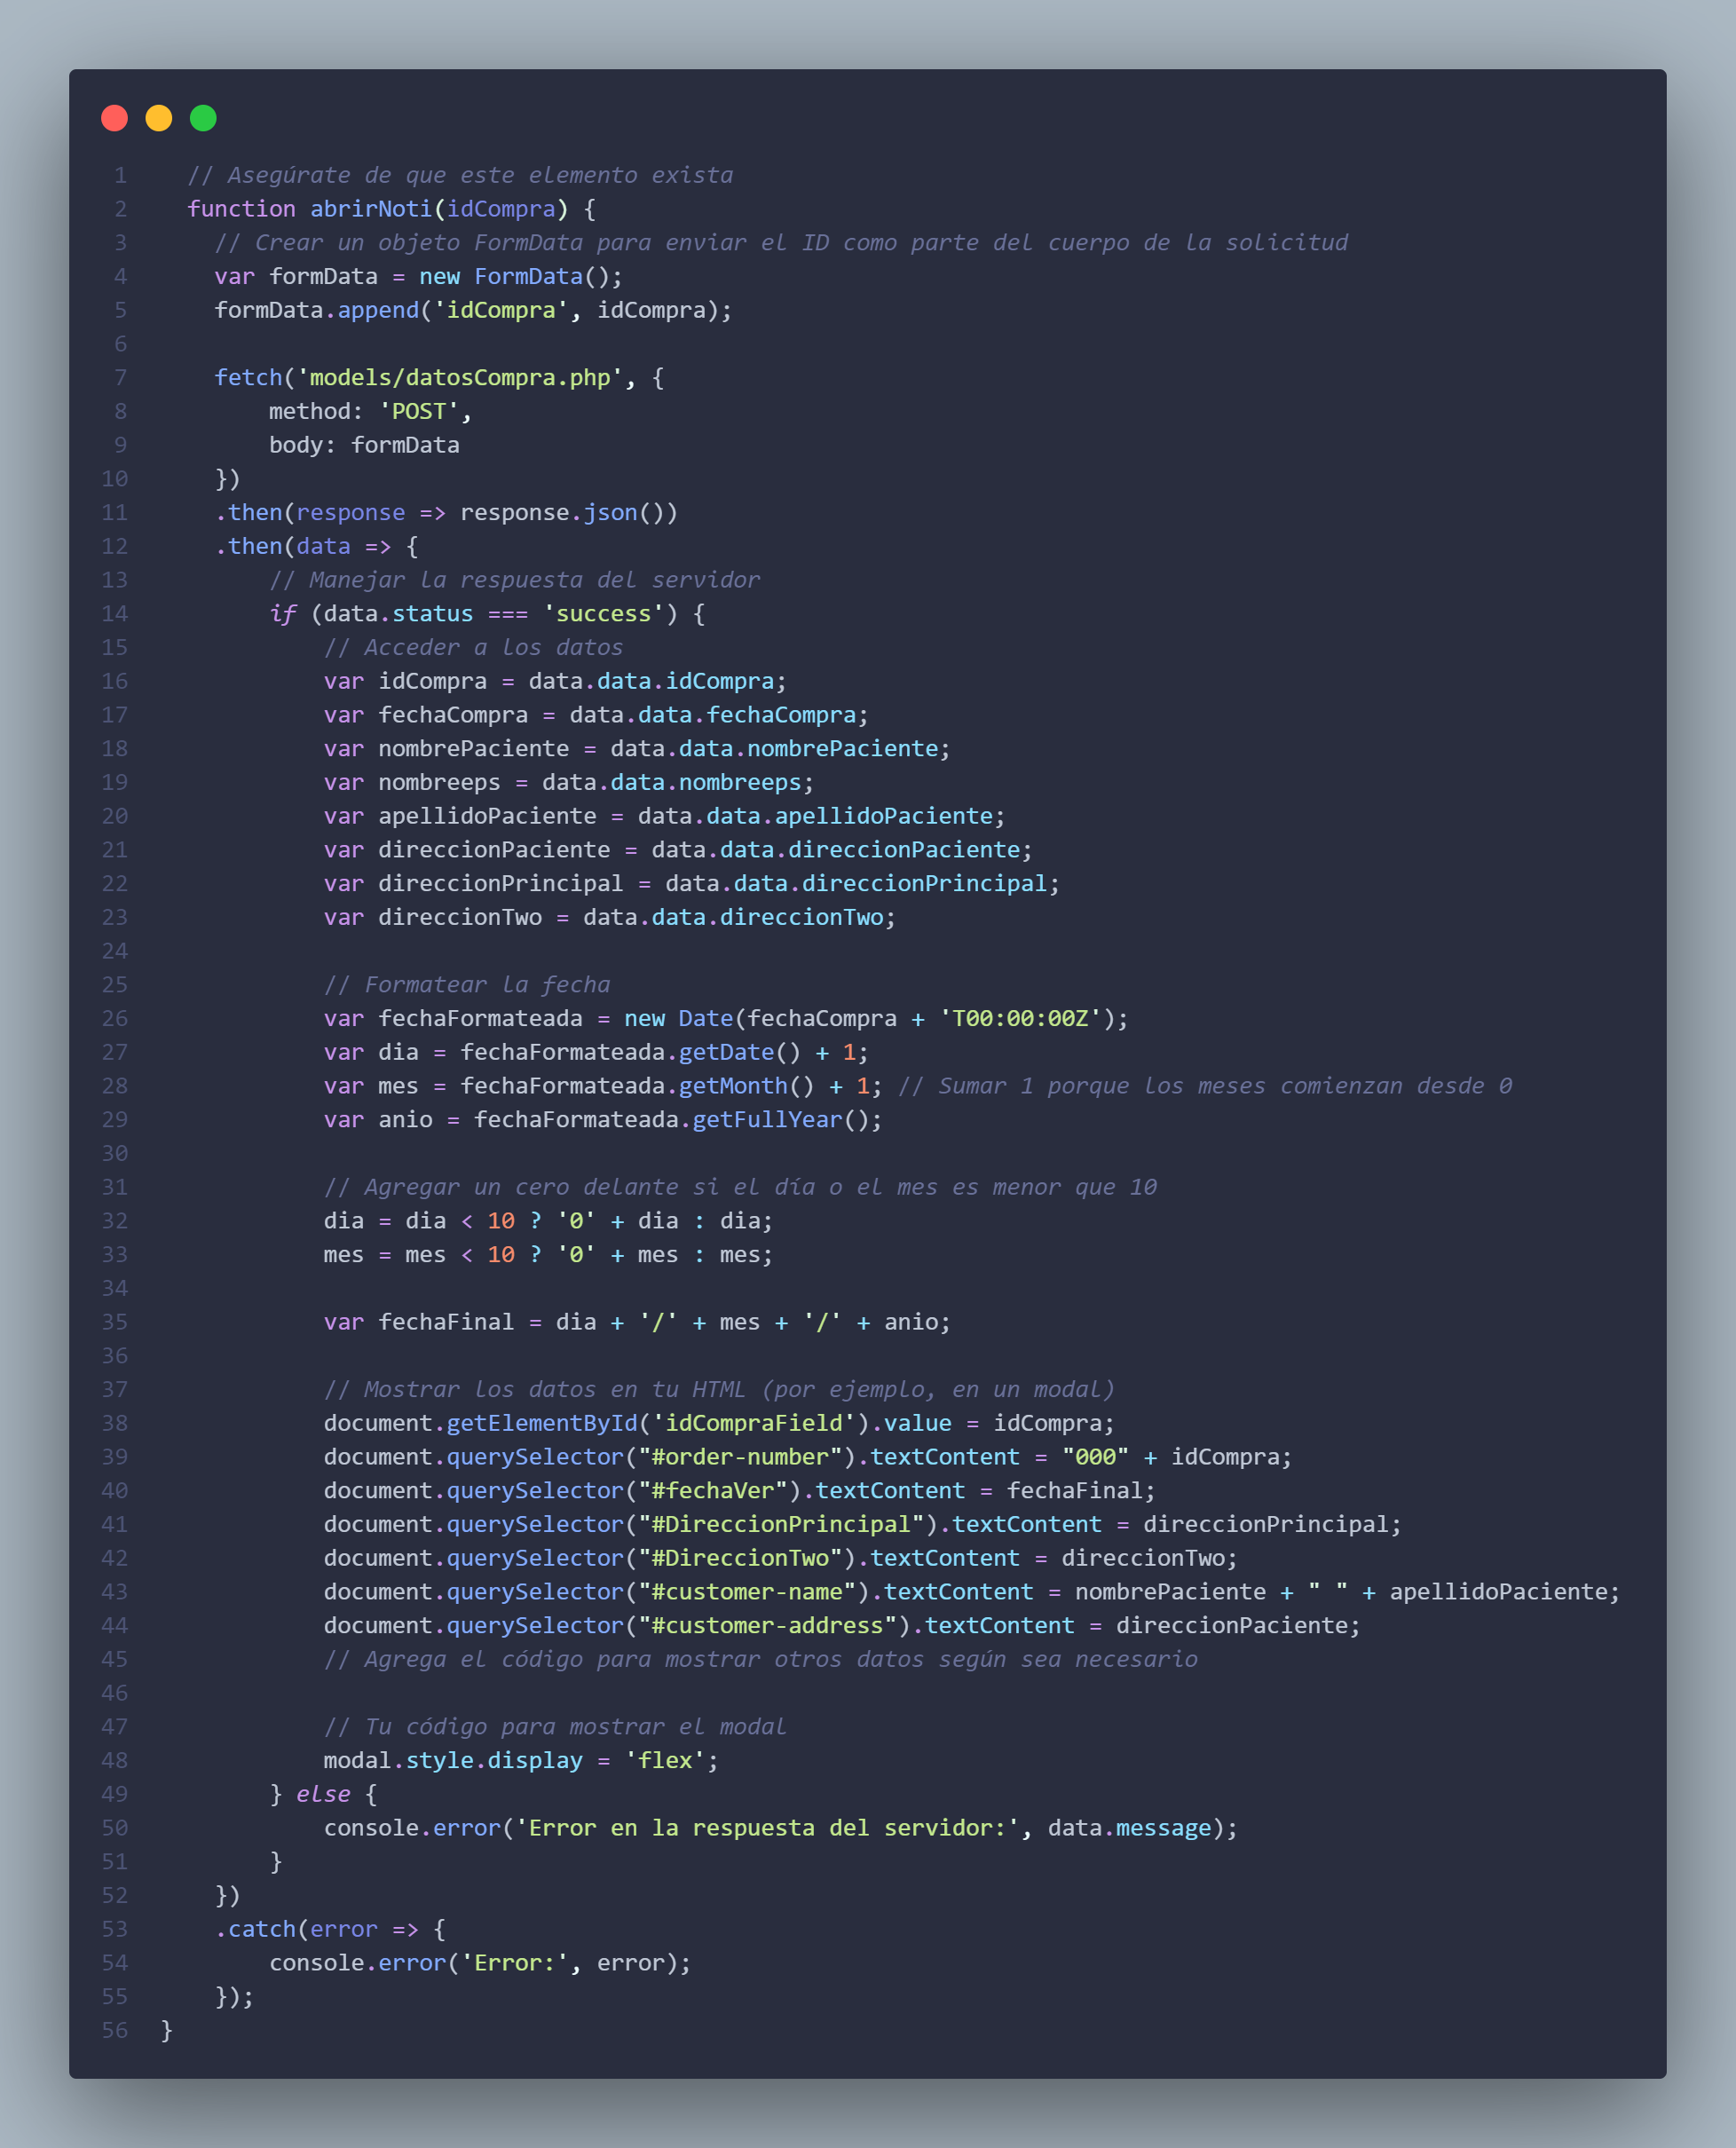 1 // Asegúrate de que este elemento exista
2 function abrirNoti(idCompra) {
3 // Crear un objeto FormData para enviar el ID como parte del cuerpo de la solicitud
4 var formData = new FormData();
5 formData.append('idCompra', idCompra);
6
7 fetch('models/datosCompra.php', {
8 method: 'POST',
9 body: formData
10 })
11 .then(response => response.json())
12 .then(data => {
13 // Manejar la respuesta del servidor
14 if (data.status === 'success') {
15 // Acceder a los datos
16 var idCompra = data.data.idCompra;
17 var fechaCompra = data.data.fechaCompra;
18 var nombrePaciente = data.data.nombrePaciente;
19 var nombreeps = data.data.nombreeps;
20 var apellidoPaciente = data.data.apellidoPaciente;
21 var direccionPaciente = data.data.direccionPaciente;
22 var direccionPrincipal = data.data.direccionPrincipal;
23 var direccionTwo = data.data.direccionTwo;
24
25 // Formatear la fecha
26 var fechaFormateada = new Date(fechaCompra + 'T00:00:00Z');
27 var dia = fechaFormateada.getDate() + 1;
28 var mes = fechaFormateada.getMonth() + 1; // Sumar 1 porque los meses comienzan desde 0
29 var anio = fechaFormateada.getFullYear();
30
31 // Agregar un cero delante si el día o el mes es menor que 10
32 dia = dia < 10 ? '0' + dia : dia;
33 mes = mes < 10 ? '0' + mes : mes;
34
35 var fechaFinal = dia + '/' + mes + '/' + anio;
36
37 // Mostrar los datos en tu HTML (por ejemplo, en un modal)
38 document.getElementById('idCompraField').value = idCompra;
39 document.querySelector("#order-number").textContent = "000" + idCompra;
40 document.querySelector("#fechaVer").textContent = fechaFinal;
41 document.querySelector("#DireccionPrincipal").textContent = direccionPrincipal;
42 document.querySelector("#DireccionTwo").textContent = direccionTwo;
43 document.querySelector("#customer-name").textContent = nombrePaciente + " " + apellidoPaciente;
44 document.querySelector("#customer-address").textContent = direccionPaciente;
45 // Agrega el código para mostrar otros datos según sea necesario
46
47 // Tu código para mostrar el modal
48 modal.style.display = 'flex';
49 } else {
50 console.error('Error en la respuesta del servidor:', data.message);
51 }
52 })
53 .catch(error => {
54 console.error('Error:', error);
55 });
56 }